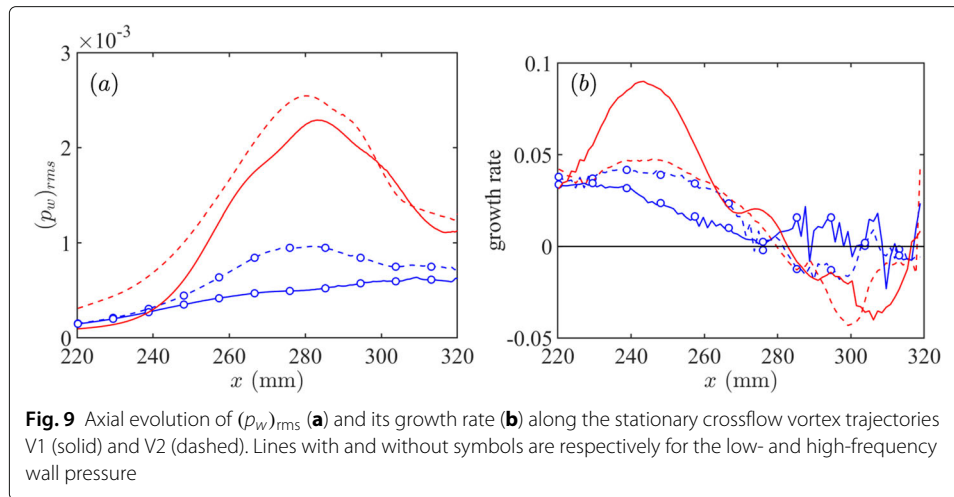 ×10⁻³
3
2
1
0
(p_w)_rms
(a)
220 240 260 280 300 320
x (mm)
0.1
0.05
0
-0.05
growth rate
(b)
220 240 260 280 300 320
x (mm)
Fig. 9 Axial evolution of (p_w)_rms (a) and its growth rate (b) along the stationary crossflow vortex trajectories
V1 (solid) and V2 (dashed). Lines with and without symbols are respectively for the low- and high-frequency
wall pressure